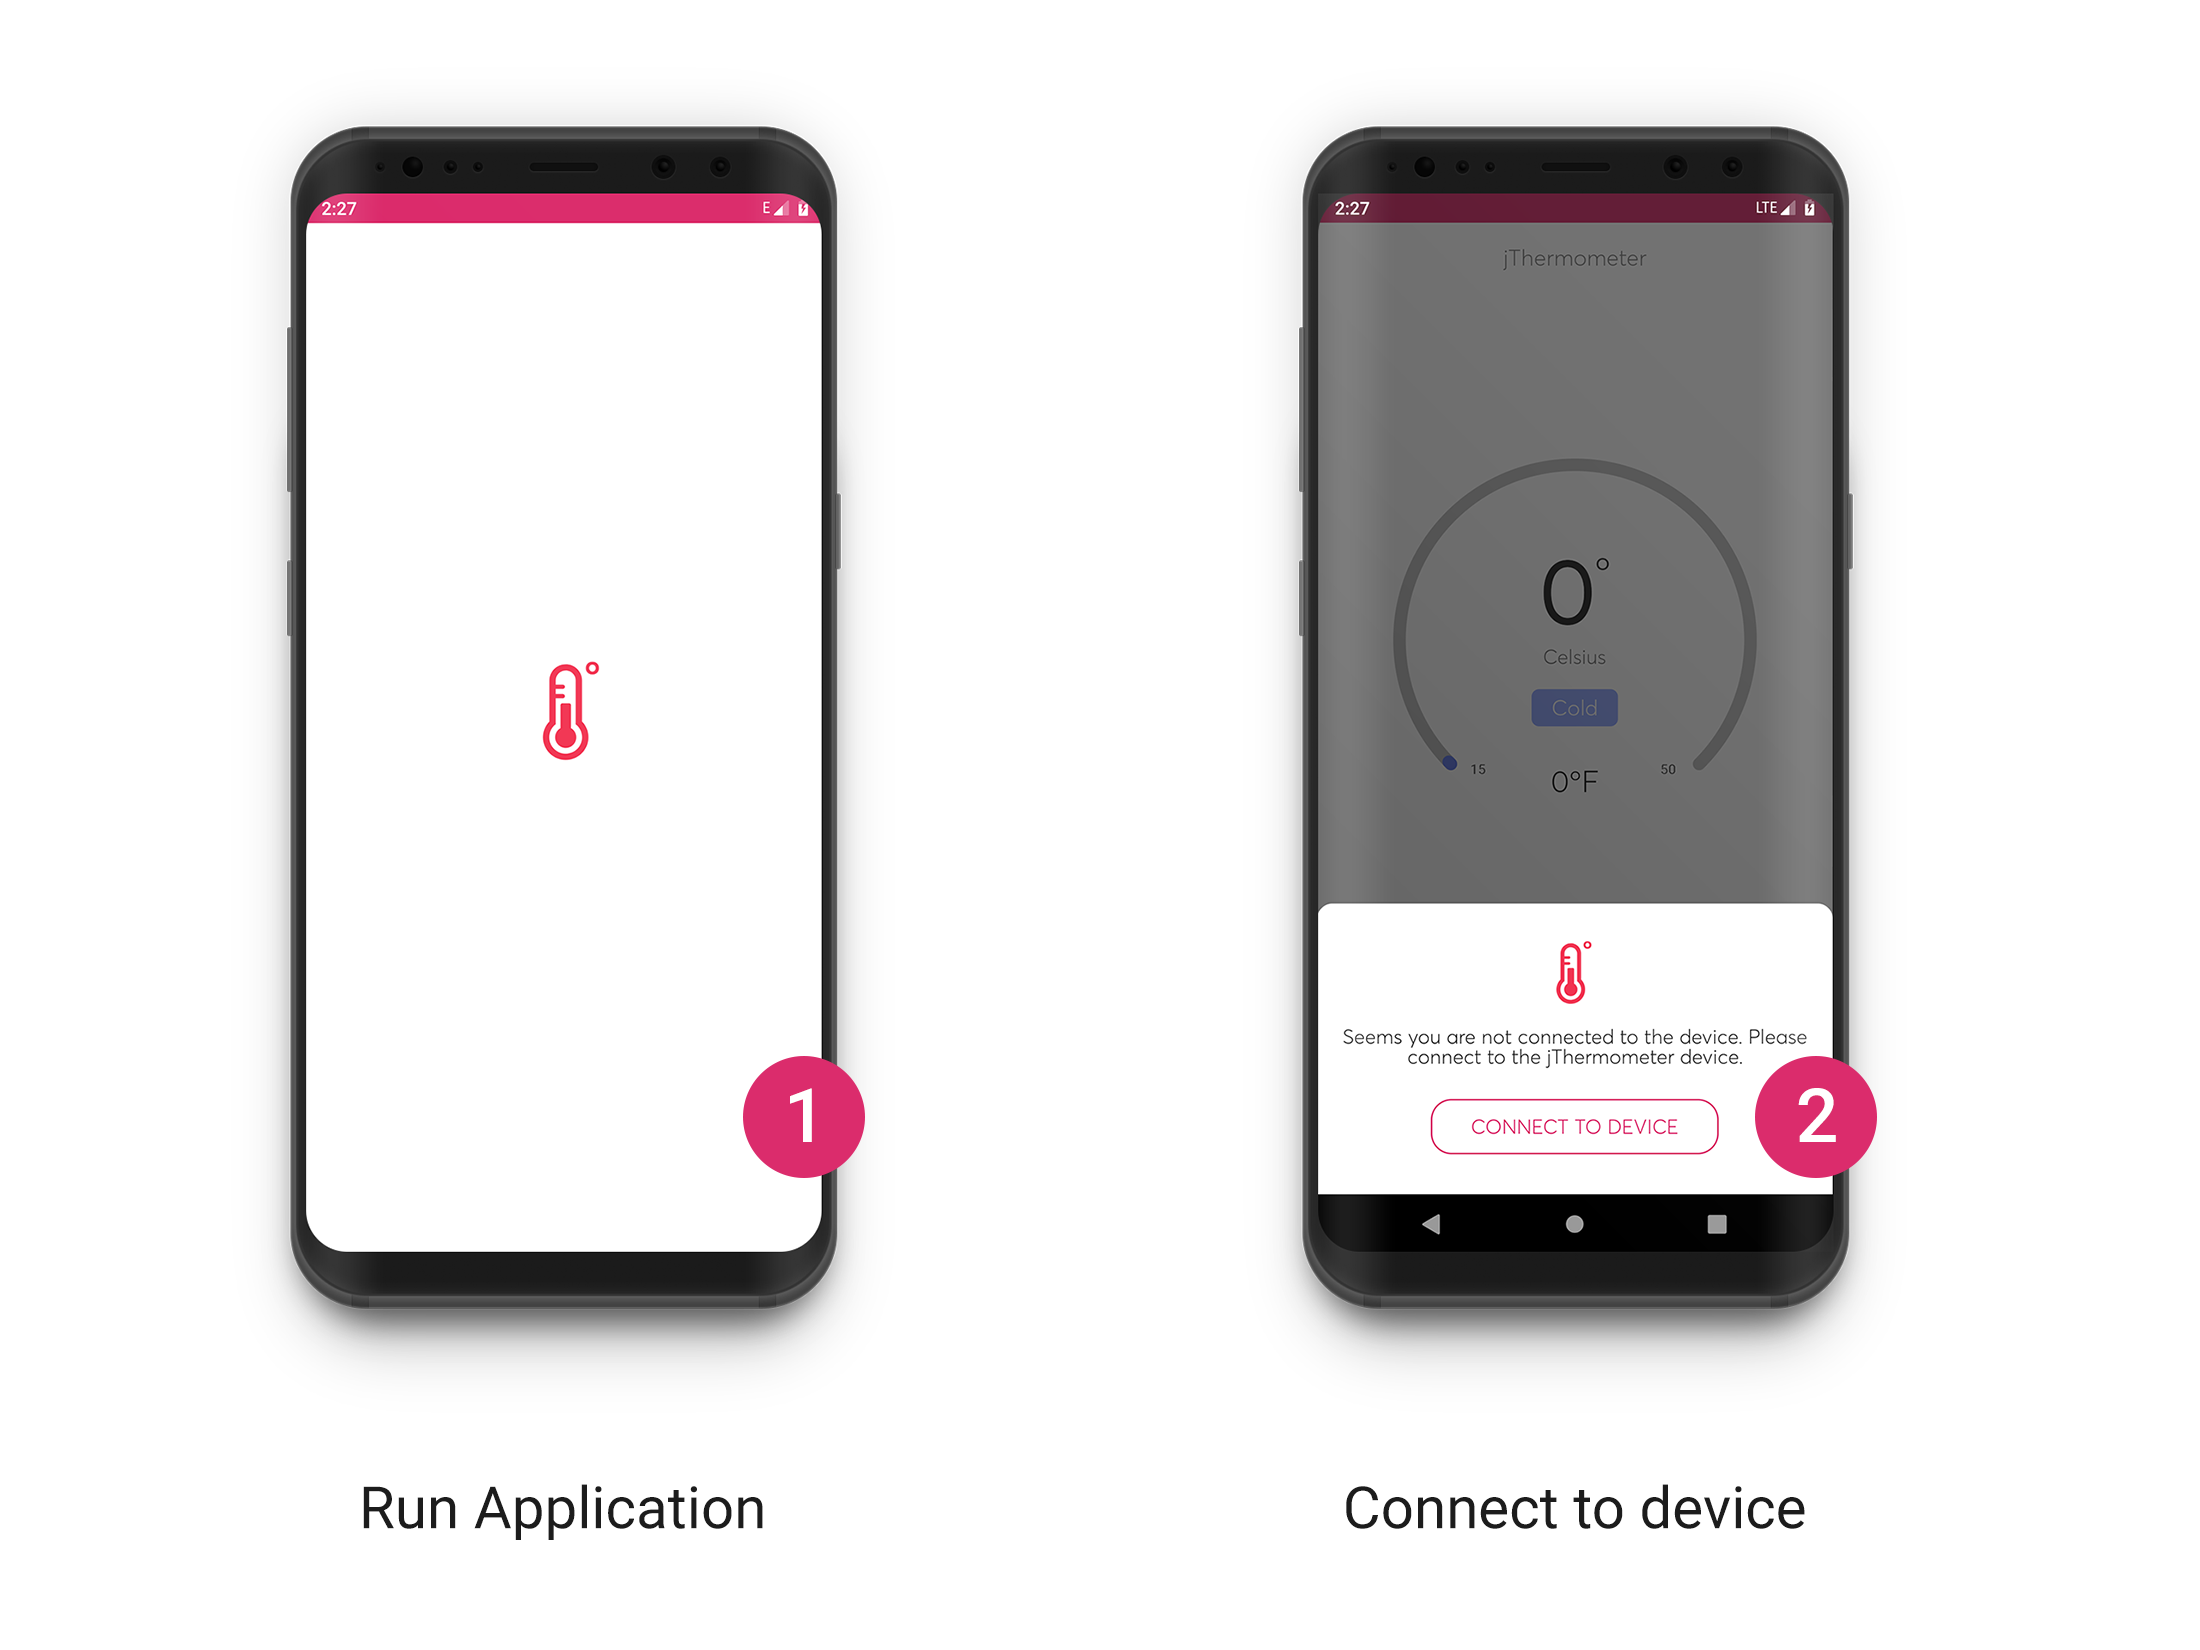 2:27
E
1
Run Application
2:27
LTE
jThermometer
0°
Celsius
Cold
15
0°F
50
Seems you are not connected to the device. Please
connect to the jThermometer device.
CONNECT TO DEVICE
2
Connect to device